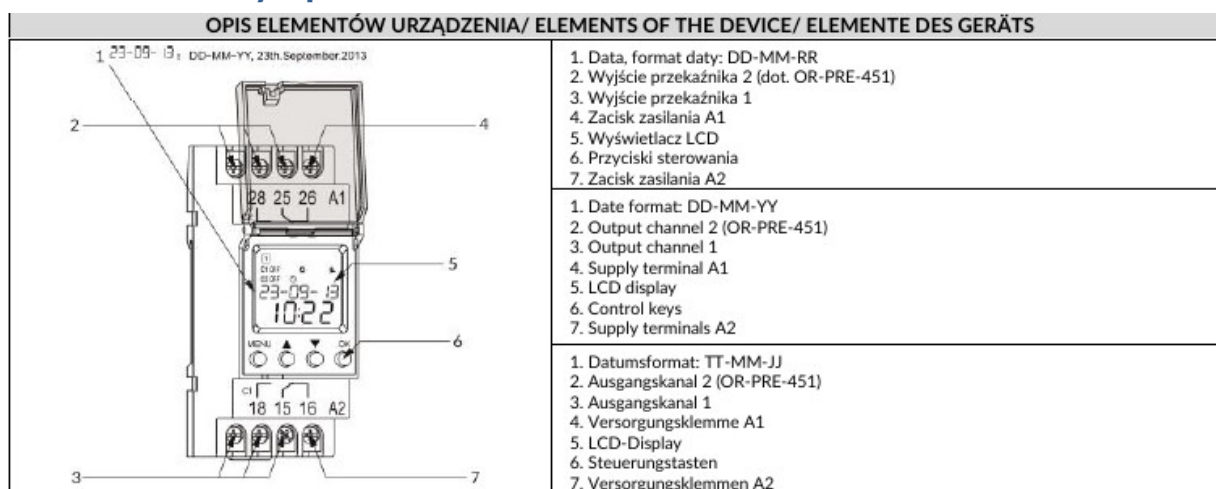 OPIS ELEMENTÓW URZĄDZENIA/ ELEMENTS OF THE DEVICE/ ELEMENTE DES GERÄTS
1 23-09-13: DD-MM-YY, 23th.September.2013
2
4
28 25 26 A1
1
C1 OFF
C2 OFF
23-09-13
10:22
5
MENU ▲ ▼ OK
6
C1
18 15 16 A2
3
7
1. Data, format daty: DD-MM-RR
2. Wyjście przekaźnika 2 (dot. OR-PRE-451)
3. Wyjście przekaźnika 1
4. Zacisk zasilania A1
5. Wyświetlacz LCD
6. Przyciski sterowania
7. Zacisk zasilania A2
1. Date format: DD-MM-YY
2. Output channel 2 (OR-PRE-451)
3. Output channel 1
4. Supply terminal A1
5. LCD display
6. Control keys
7. Supply terminals A2
1. Datumsformat: TT-MM-JJ
2. Ausgangskanal 2 (OR-PRE-451)
3. Ausgangskanal 1
4. Versorgungsklemme A1
5. LCD-Display
6. Steuerungstasten
7. Versorgungsklemmen A2